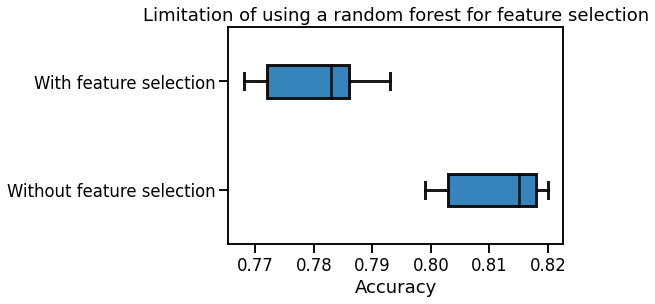 Limitation of using a random forest for feature selection
With feature selection
Without feature selection
0.77 0.78 0.79 0.80 0.81 0.82
Accuracy